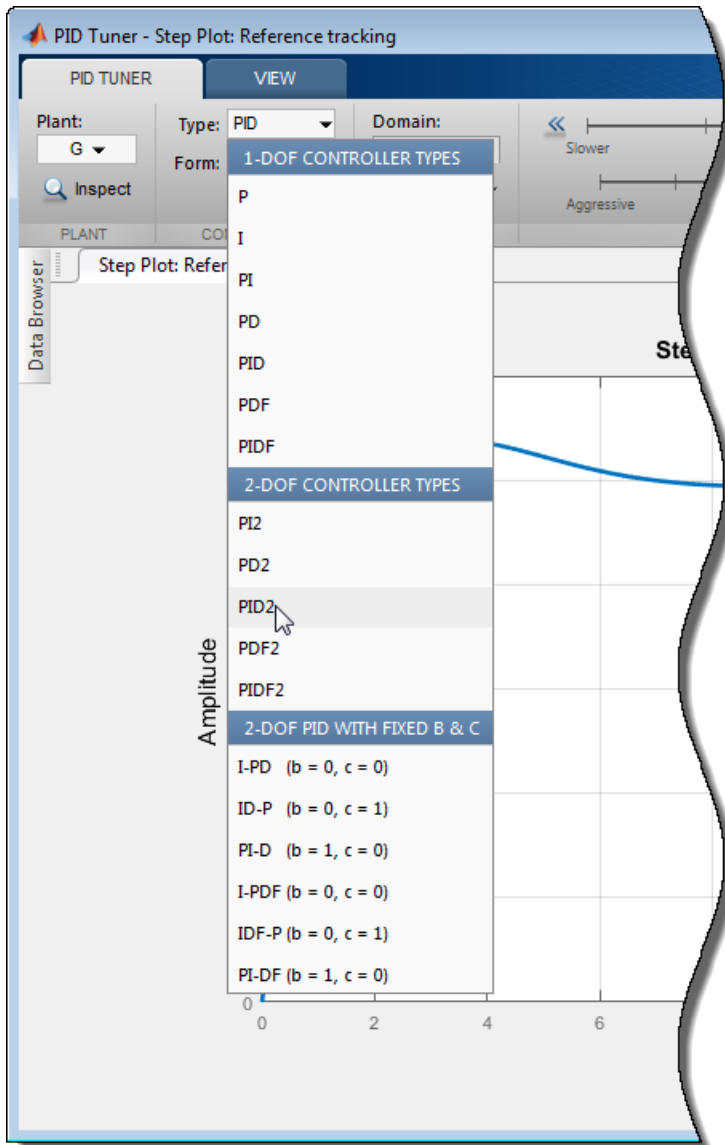 PID Tuner - Step Plot: Reference tracking
PID TUNER VIEW
Plant: Type: PID Domain:
G Form: Slower
Inspect Aggressive
PLANT
Data Browser
Step Plot: Refer
1-DOF CONTROLLER TYPES
P
I
PI
PD
PID
PDF
PIDF
2-DOF CONTROLLER TYPES
PI2
PD2
PID2
PDF2
PIDF2
2-DOF PID WITH FIXED B & C
I-PD (b = 0, c = 0)
ID-P (b = 0, c = 1)
PI-D (b = 1, c = 0)
I-PDF (b = 0, c = 0)
IDF-P (b = 0, c = 1)
PI-DF (b = 1, c = 0)
Amplitude
0
0 2 4 6